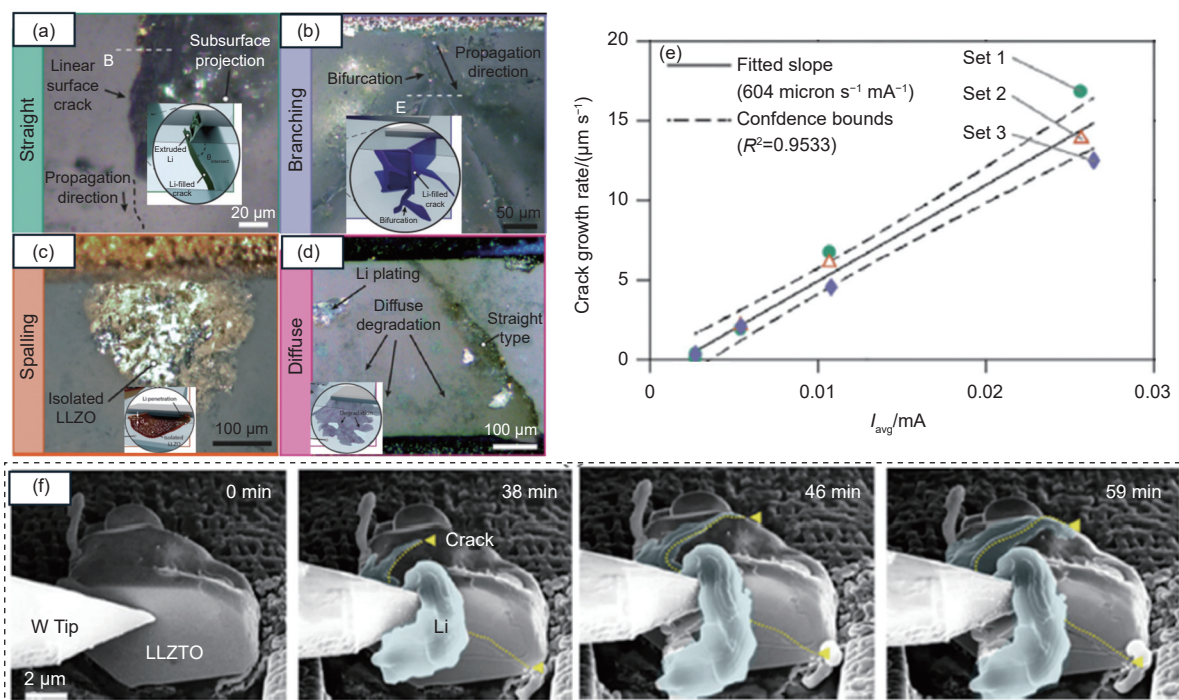 (a)
Straight
B
Linear
surface
crack
Subsurface
projection
Extruded
Li
Li-filled
crack
Propagation
direction
20 μm
(b)
Branching
Bifurcation
Propagation
direction
E
Li-filled
crack
Bifurcation
50 μm
(c)
Spalling
Isolated
LLZO
Li penetration
Isolated
LLZO
100 μm
(d)
Diffuse
Li plating
Diffuse
degradation
Straight
type
Degradation
100 μm
(e)
Crack growth rate/(μm s⁻¹)
20
15
10
5
0
Fitted slope
(604 micron s⁻¹ mA⁻¹)
Confdence bounds
(R²=0.9533)
Set 1
Set 2
Set 3
0
0.01
0.02
0.03
I_avg/mA
(f)
0 min
W Tip
LLZTO
2 μm
38 min
Crack
Li
46 min
59 min